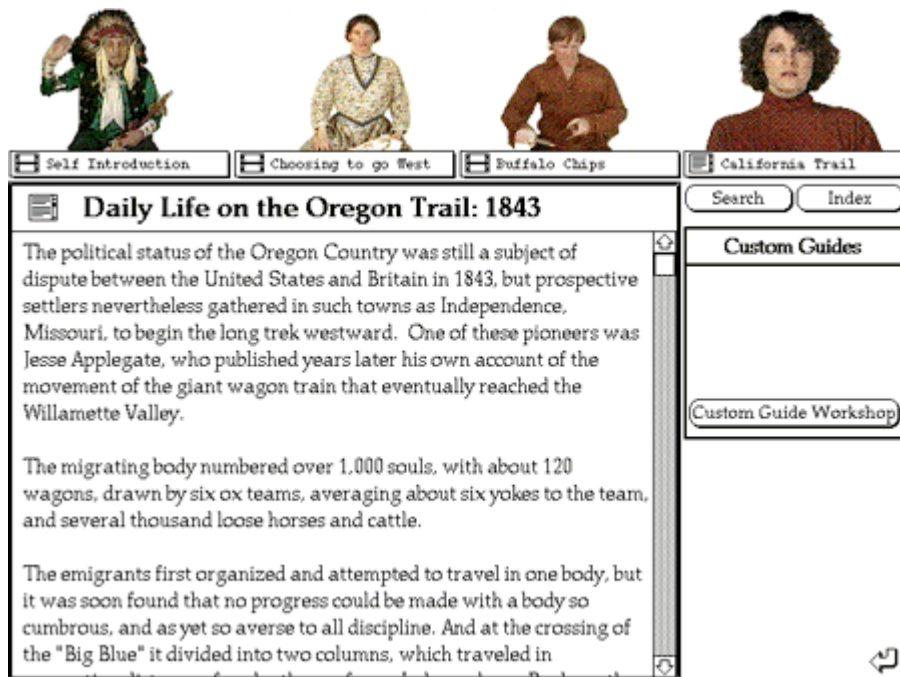 Self Introduction
Choosing to go West
Buffalo Chips
California Trail
Daily Life on the Oregon Trail: 1843
Search
Index
Custom Guides
Custom Guide Workshop
The political status of the Oregon Country was still a subject of
dispute between the United States and Britain in 1843, but prospective
settlers nevertheless gathered in such towns as Independence,
Missouri, to begin the long trek westward. One of these pioneers was
Jesse Applegate, who published years later his own account of the
movement of the giant wagon train that eventually reached the
Willamette Valley.
The migrating body numbered over 1,000 souls, with about 120
wagons, drawn by six ox teams, averaging about six yokes to the team,
and several thousand loose horses and cattle.
The emigrants first organized and attempted to travel in one body, but
it was soon found that no progress could be made with a body so
cumbrous, and as yet so averse to all discipline. And at the crossing of
the "Big Blue" it divided into two columns, which traveled in